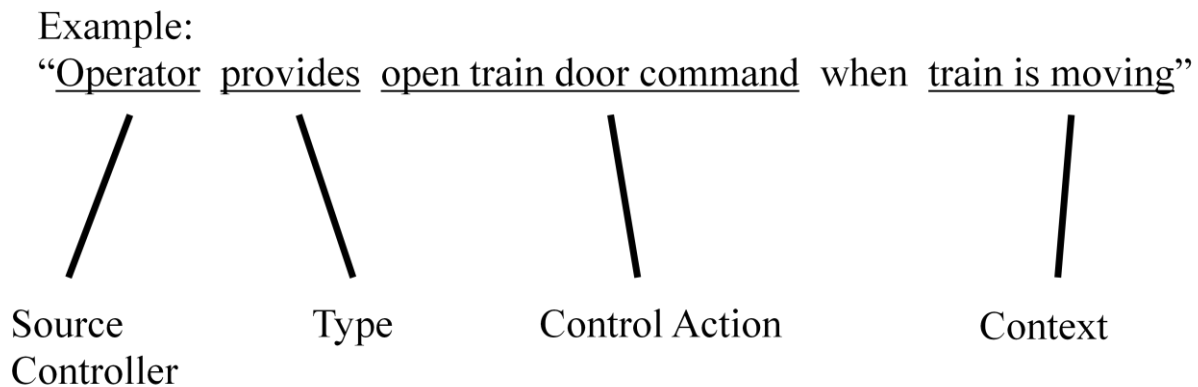 Example:
“Operator provides open train door command when train is moving”
Source Type Control Action Context
Controller